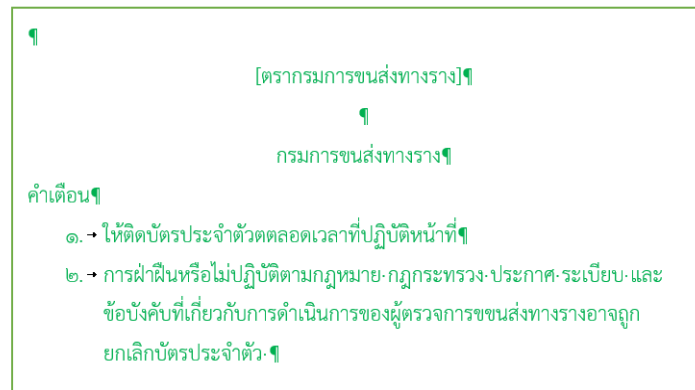 [ตรากรมการขนส่งทางราง]
กรมการขนส่งทางราง
คำเตือน
๑. ให้ติดบัตรประจำตัวตตลอดเวลาที่ปฏิบัติหน้าที่
๒. การฝ่าฝืนหรือไม่ปฏิบัติตามกฎหมาย กฎกระทรวง ประกาศ ระเบียบ และ
ข้อบังคับที่เกี่ยวกับการดำเนินการของผู้ตรวจการขขนส่งทางรางอาจถูก
ยกเลิกบัตรประจำตัว